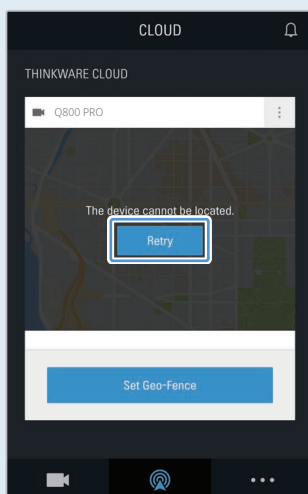 CLOUD
THINKWARE CLOUD
Q800 PRO
The device cannot be located.
Retry
Set Geo-Fence